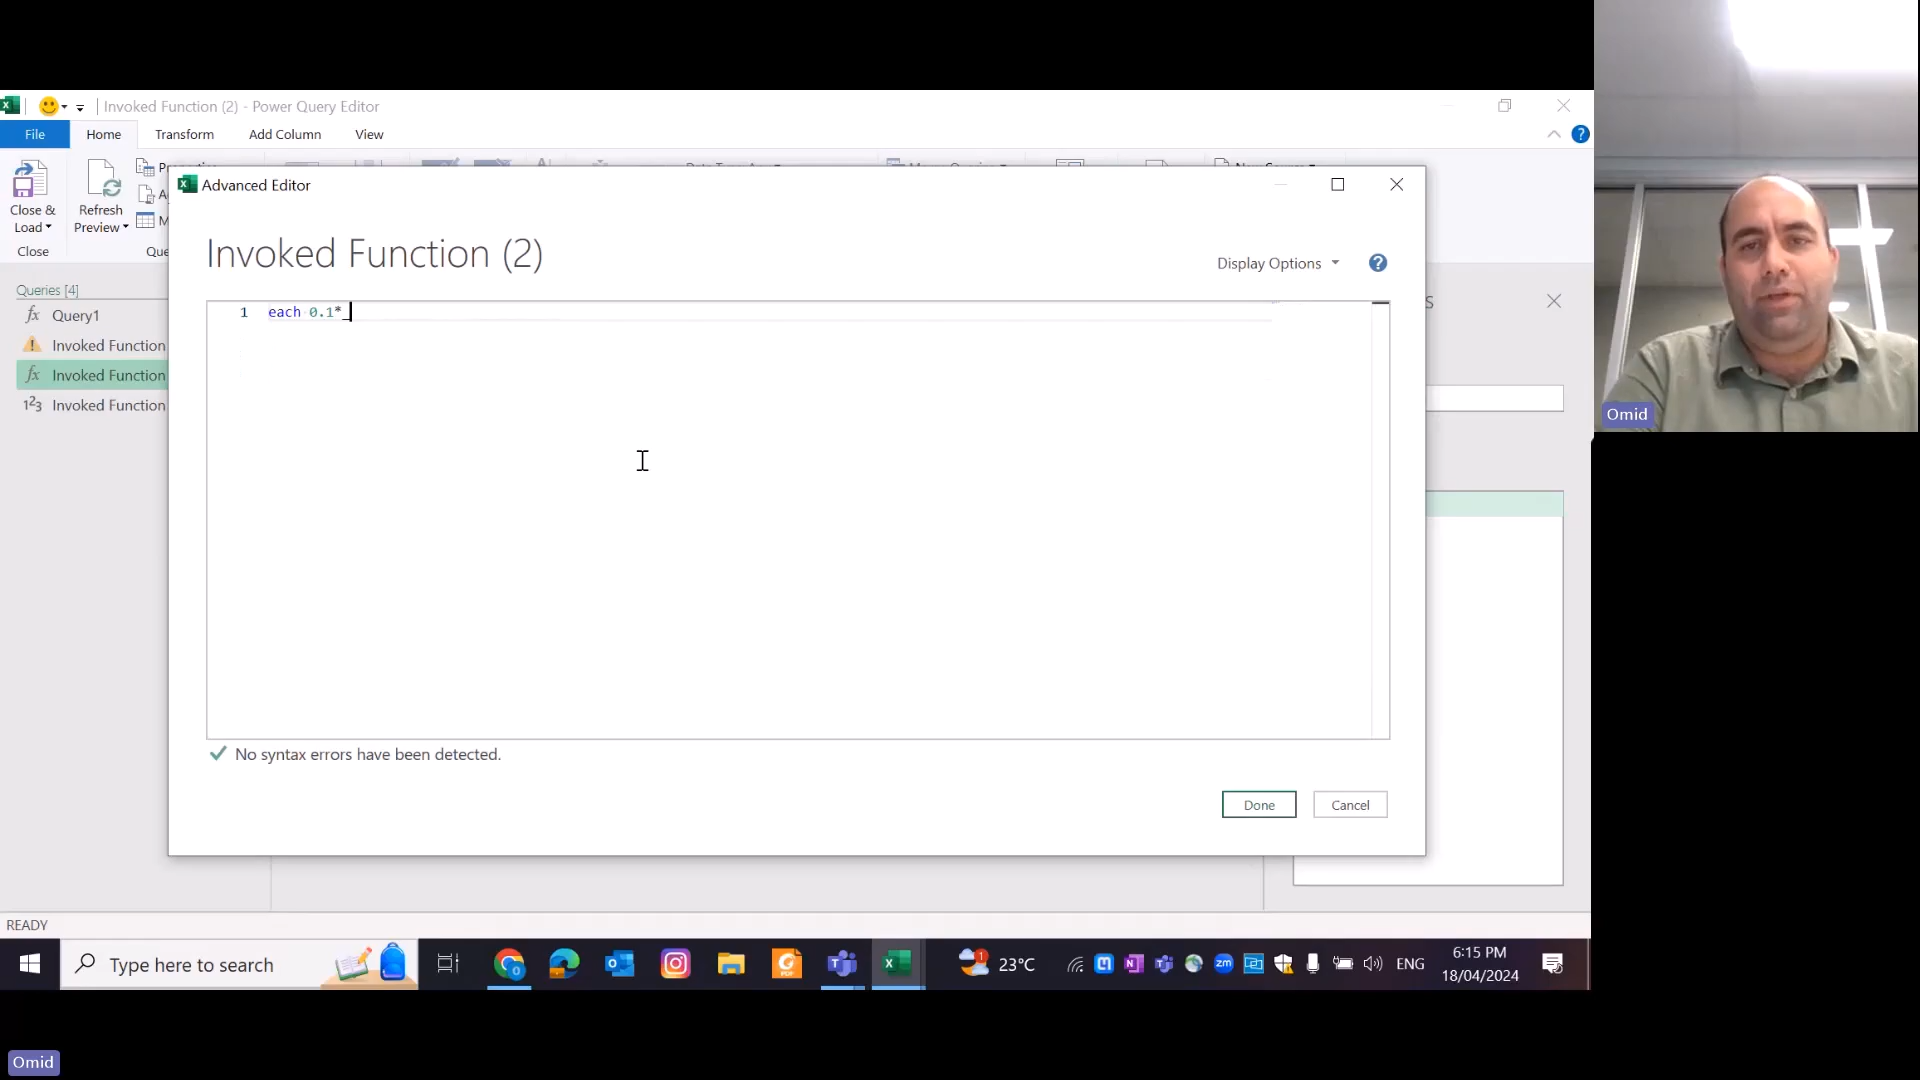 Invoked Function (2) - Power Query Editor
File Home Transform Add Column View
Close & Load
Refresh Preview
Close
Advanced Editor
Invoked Function (2)
Display Options
Queries [4]
Query1
Invoked Function
Invoked Function
Invoked Function
1 each 0.1*_
No syntax errors have been detected.
Done Cancel
READY
Type here to search
23°C
ENG
6:15 PM
18/04/2024
Omid
Omid